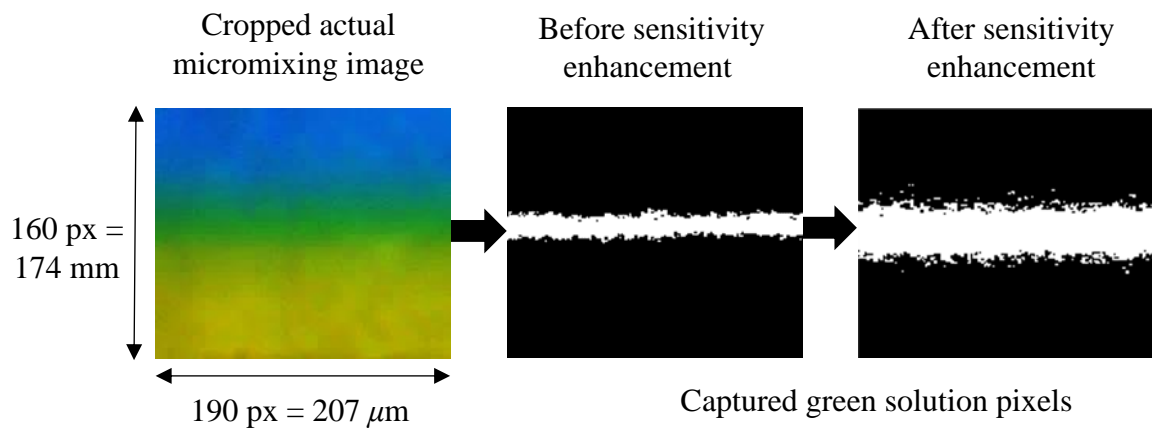 Cropped actual
micromixing image
Before sensitivity
enhancement
After sensitivity
enhancement
160 px =
174 mm
190 px = 207 μm
Captured green solution pixels